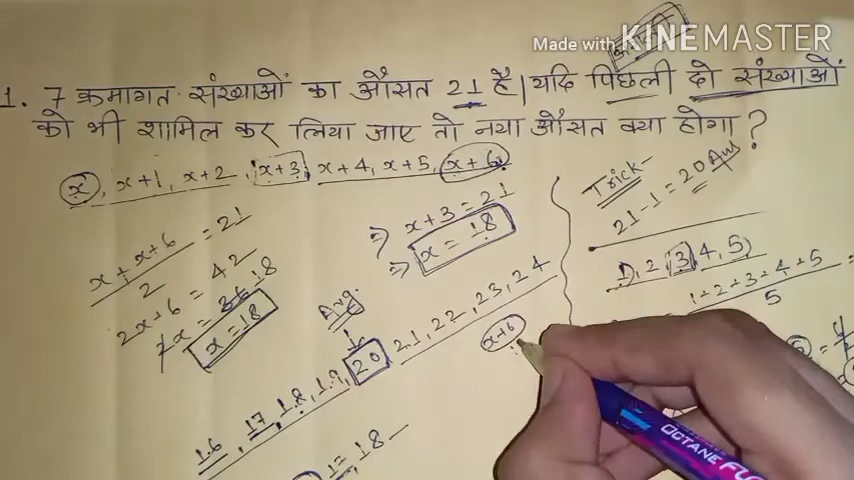 Made with KINEMASTER
1. 7 क्रमागत संख्याओं का औसत 21 है। यदि पिछली दो संख्याओं
को भी शामिल कर लिया जाए तो नया औसत क्या होगा?
x, x+1, x+2, x+3, x+4, x+5, x+6
x+x+6 = 21
2
2x+6 = 42
x = 18
⇒ x+3 = 21
⇒ x = 18
Trick-
21-1 = 20 Ans
1, 2, 3, 4, 5
1+2+3+4+5 =
5
Avg.
16, 17, 18, 19, 20, 21, 22, 23, 24
x+6
= 18
OCTANE